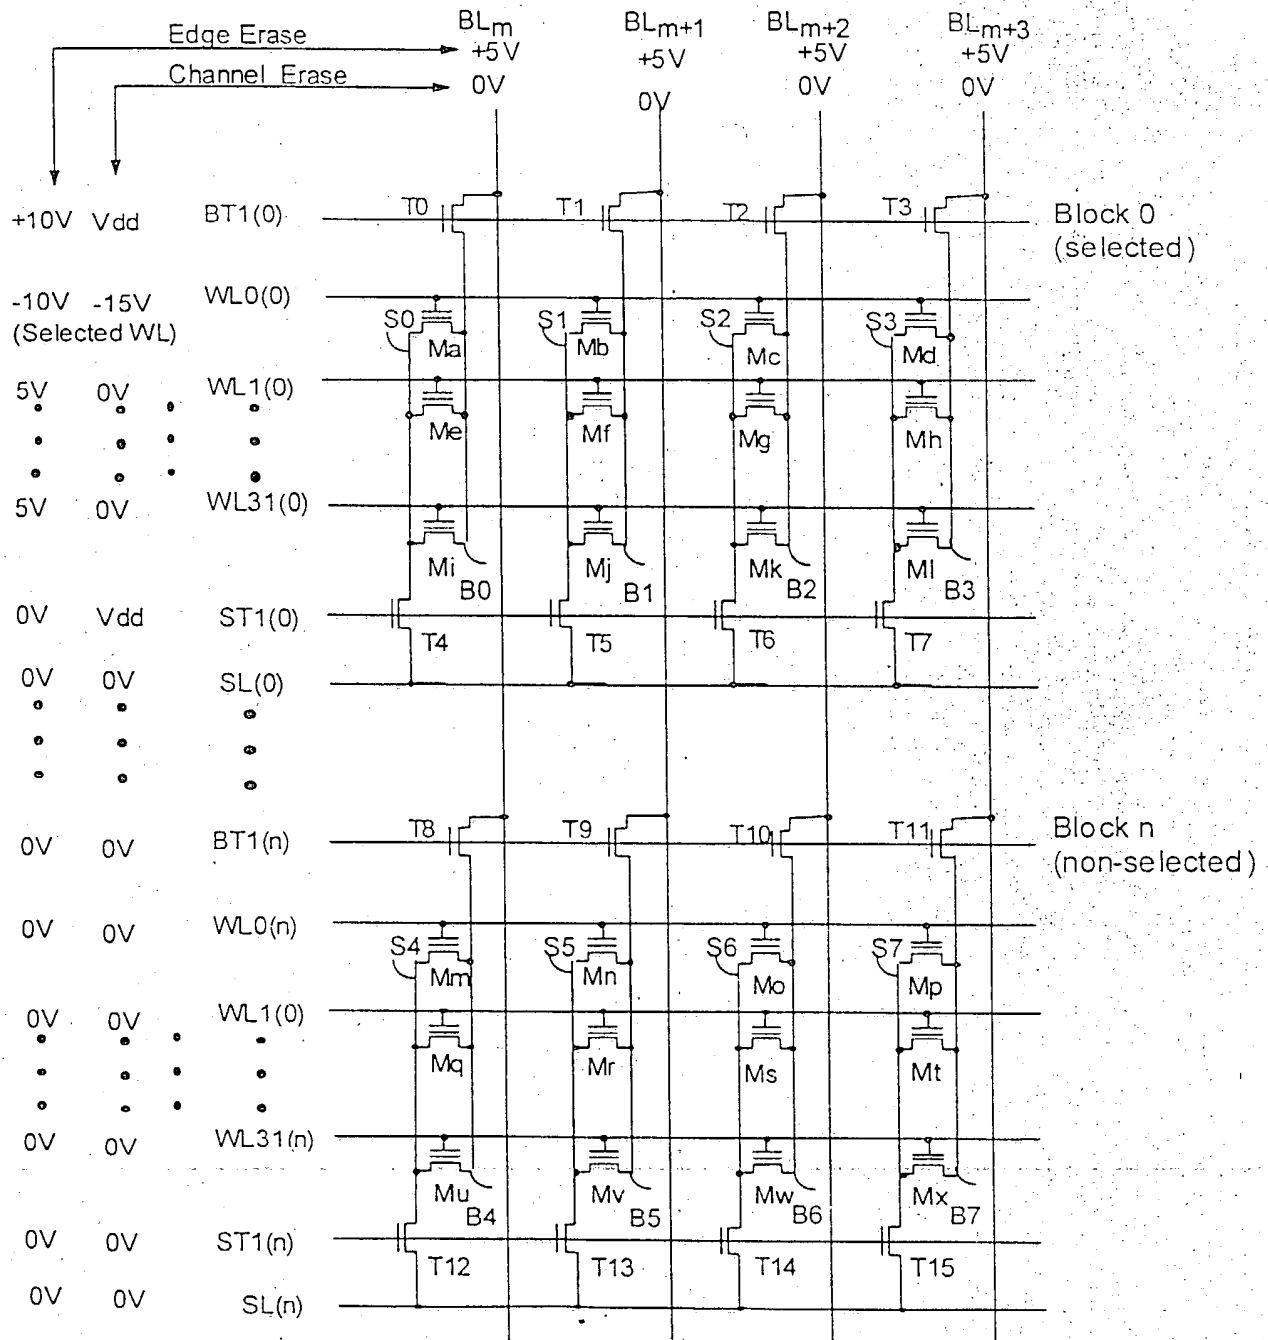 BLm BLm+1 BLm+2 BLm+3
Edge Erase +5V +5V +5V +5V
Channel Erase 0V 0V 0V 0V
+10V Vdd BT1(0) T0 T1 T2 T3 Block 0
(selected)
-10V -15V WL0(0)
(Selected WL) S0 S1 S2 S3
Ma Mb Mc Md
5V 0V WL1(0)
Me Mf Mg Mh
5V 0V WL31(0)
Mi Mj Mk Ml
B0 B1 B2 B3
0V Vdd ST1(0)
T4 T5 T6 T7
0V 0V SL(0)
0V 0V BT1(n) T8 T9 T10 T11 Block n
(non-selected)
0V 0V WL0(n)
S4 S5 S6 S7
Mm Mn Mo Mp
0V 0V WL1(0)
Mq Mr Ms Mt
0V 0V WL31(n)
Mu Mv Mw Mx
B4 B5 B6 B7
0V 0V ST1(n)
T12 T13 T14 T15
0V 0V SL(n)